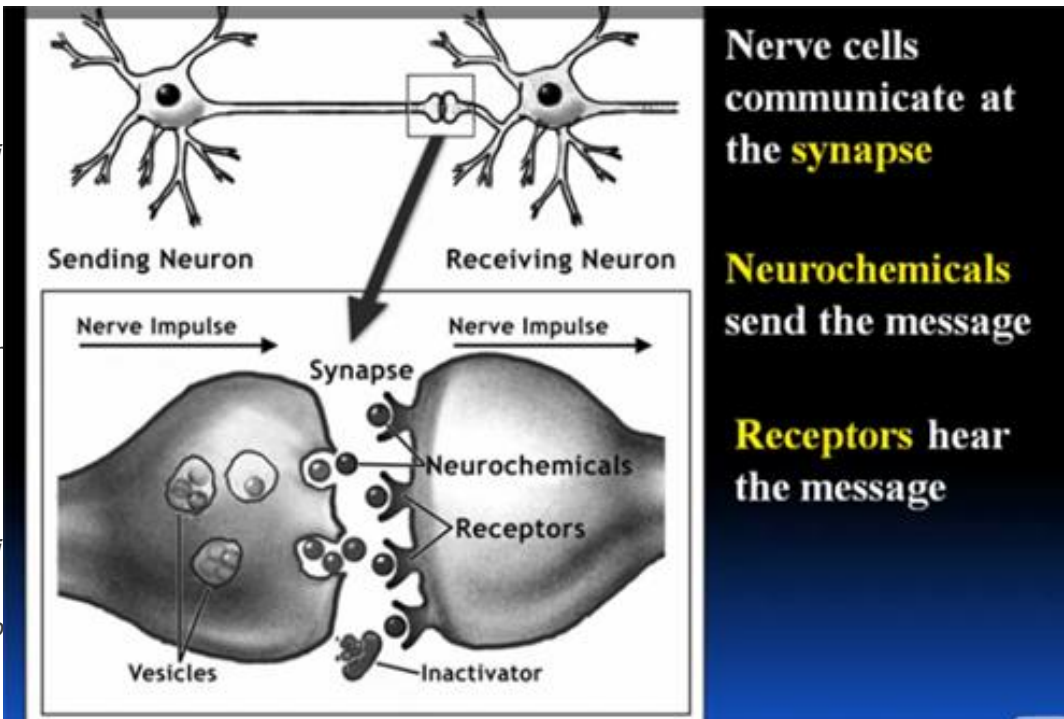 Nerve cells
communicate at
the synapse
Sending Neuron
Receiving Neuron
Neurochemicals
send the message
Nerve Impulse
Nerve Impulse
Synapse
Receptors hear
the message
Neurochemicals
Receptors
Vesicles
Inactivator